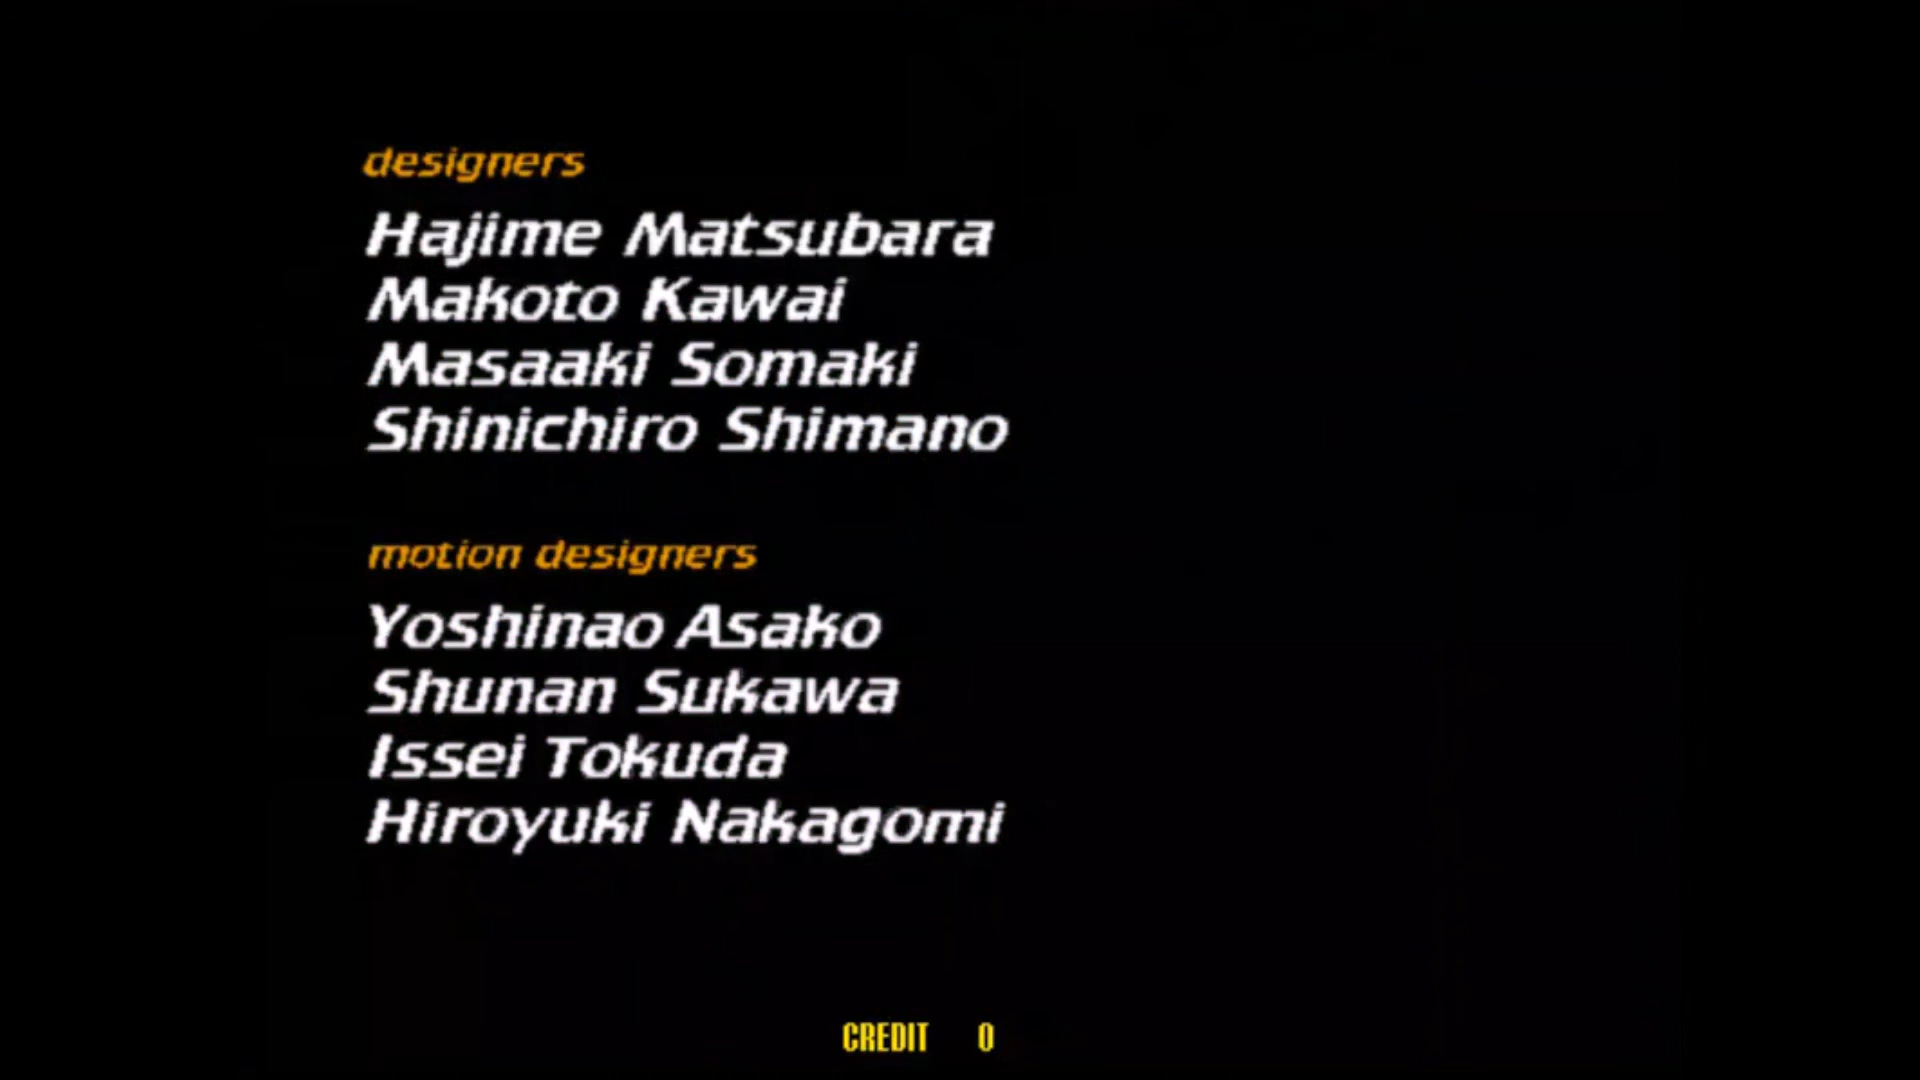 designers
Hajime Matsubara
Makoto Kawai
Masaaki Somaki
Shinichiro Shimano
motion designers
Yoshinao Asako
Shunan Sukawa
Issei Tokuda
Hiroyuki Nakagomi
CREDIT 0